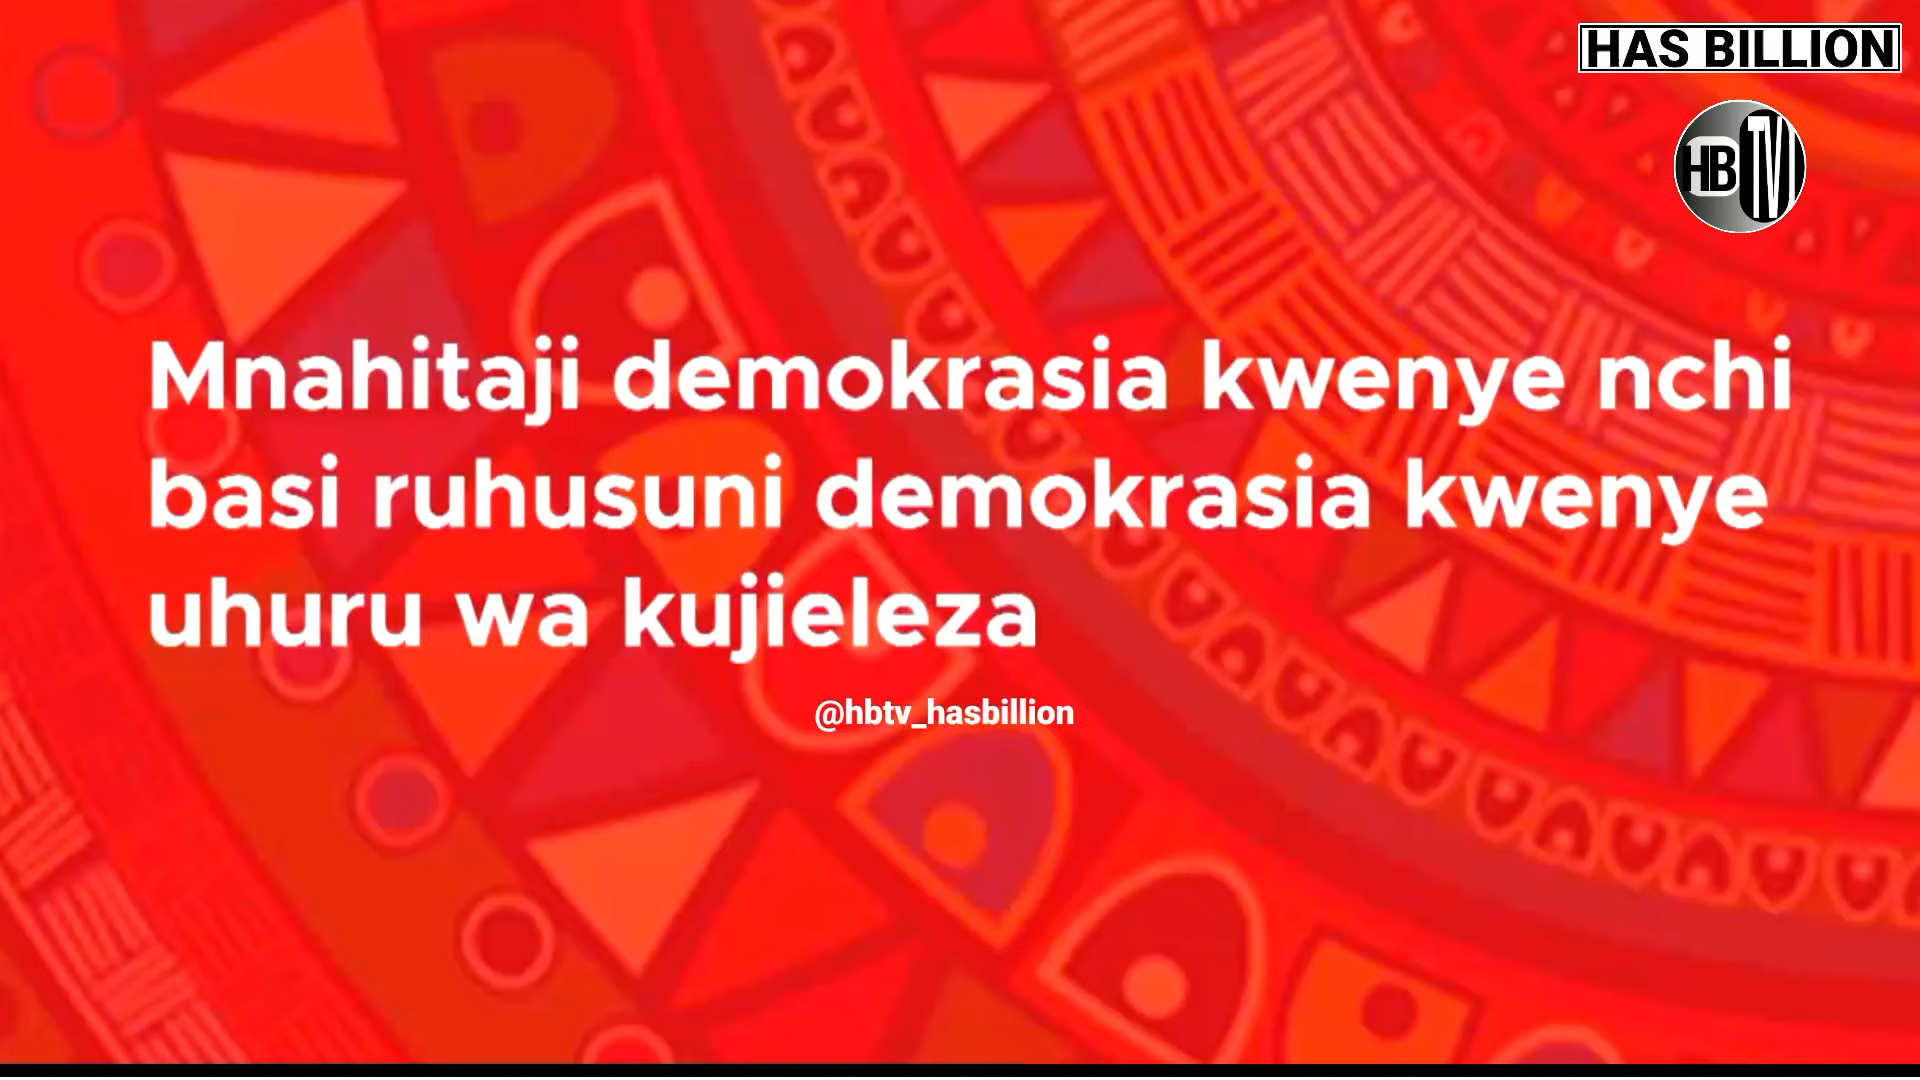 HAS BILLION
HB TV
Mnahitaji demokrasia kwenye nchi
basi ruhusuni demokrasia kwenye
uhuru wa kujieleza
@hbtv_hasbillion